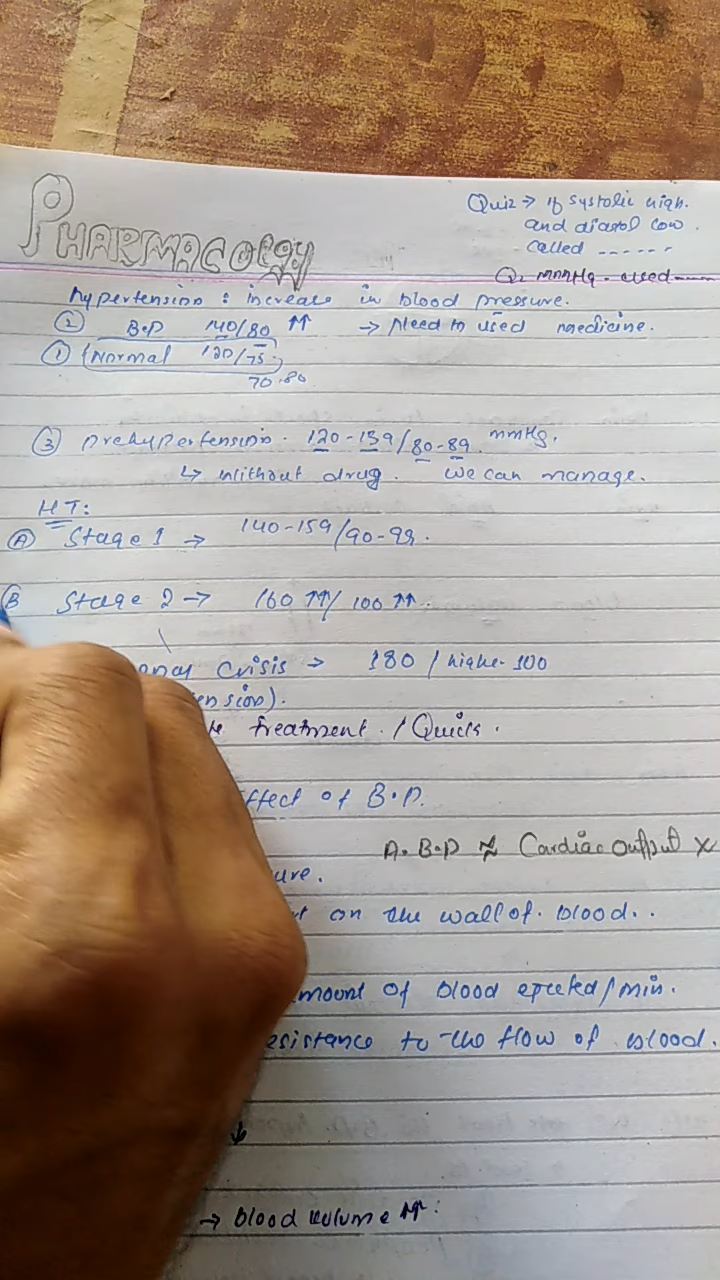 PHARMACOLOGY
Quiz → if systolic high.
and diastol low
called ------
Q. mmHg - used ----
Hypertension : increase in blood pressure.
② B.P 140/80 ↑↑ → Need to used medicine.
① Normal 120/75.
70.80
③ Prehypertension. 120-139/80-89 mmHg.
↳ Without drug. We can manage.
HT:
Ⓐ Stage 1 → 140-159/90-99.
Ⓑ Stage 2 → 160 ↑↑/ 100 ↑↑.
Crisis → 180 / higher 100
sion).
treatment. / Quick.
ffect of B.P.
A. B.P ≈ Cardiac output ×
ure.
on the wall of. blood..
mount of blood ejected/min.
esistance to the flow of blood.
↓
→ blood volume ↑↑: